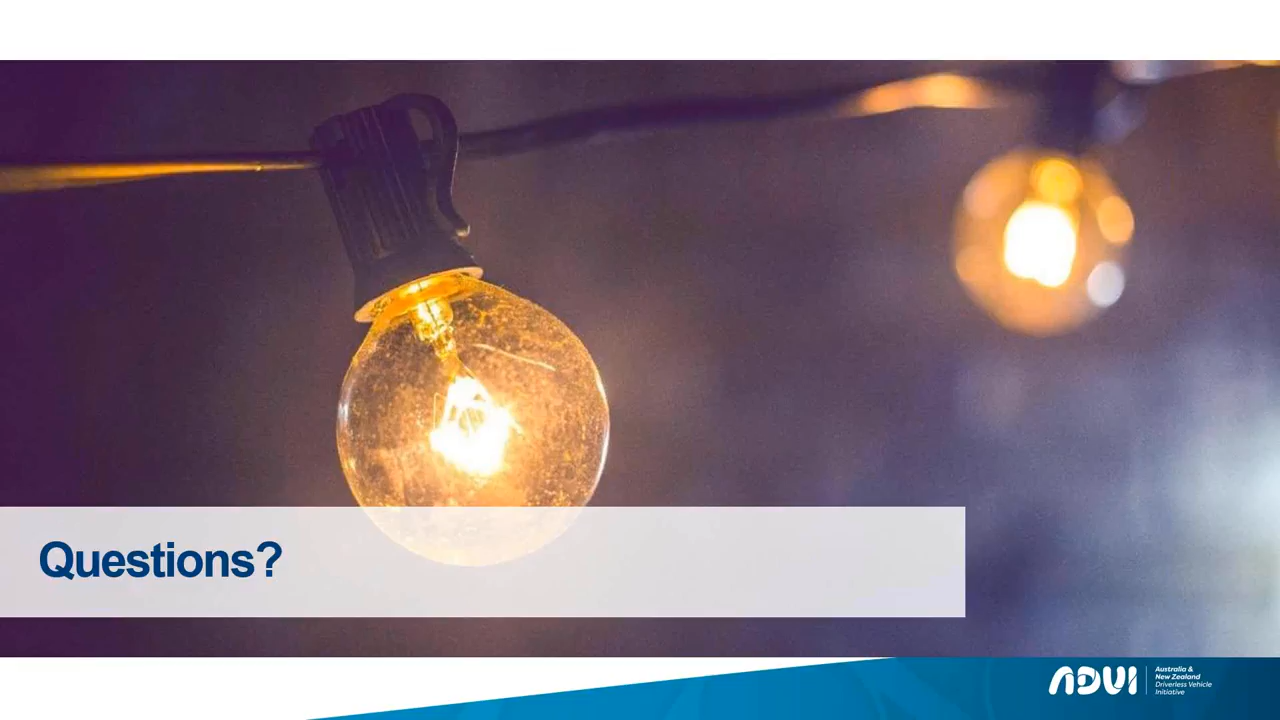 Questions?
ADVI
Australia &
New Zealand
Driverless Vehicle
Initiative